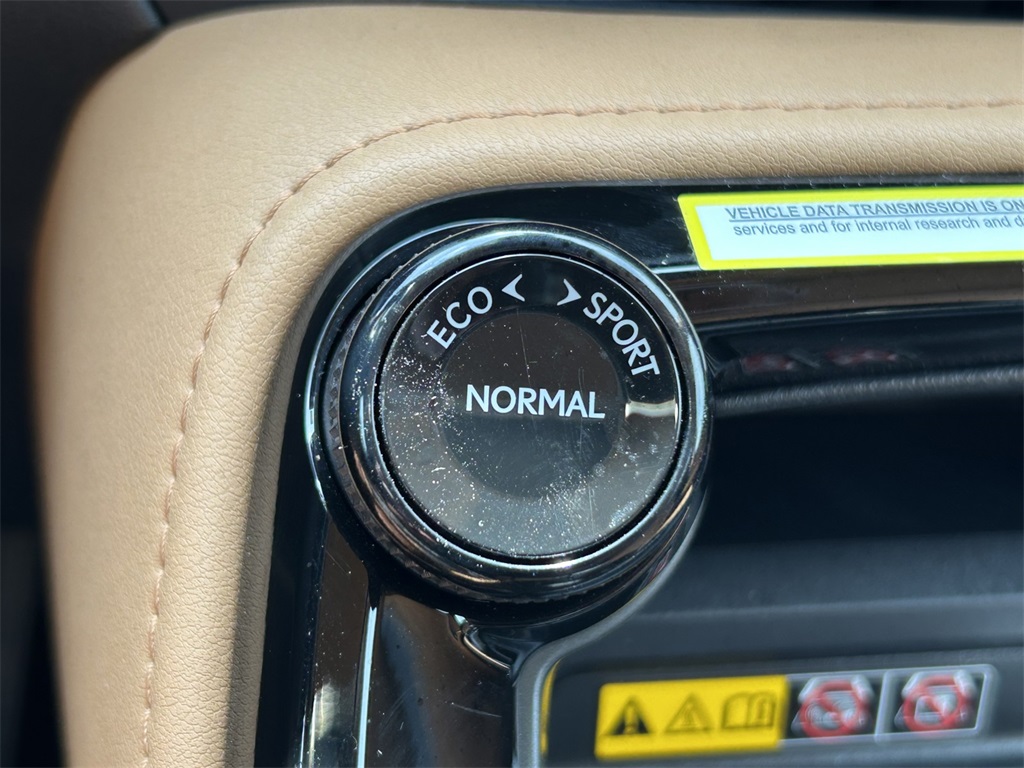 VEHICLE DATA TRANSMISSION IS ON
services and for internal research and d
ECO < > SPORT
NORMAL